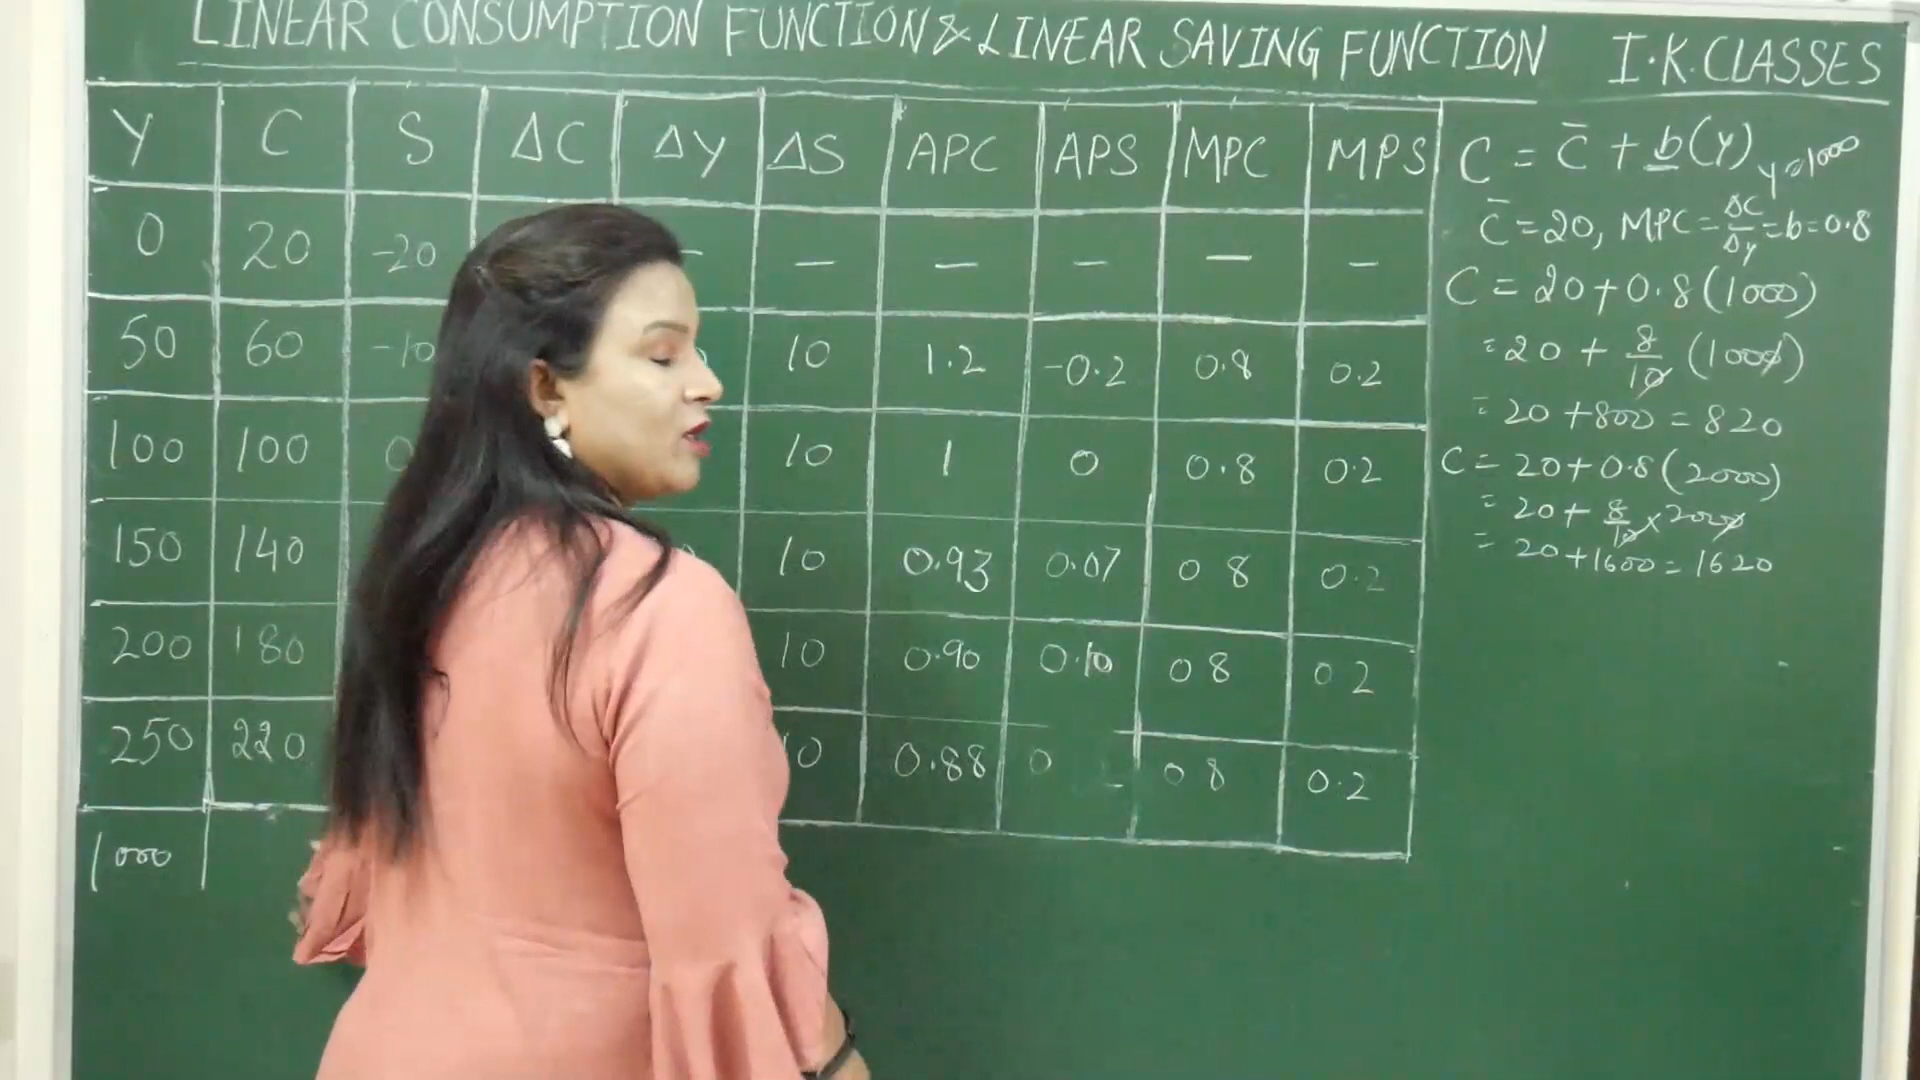 LINEAR CONSUMPTION FUNCTION & LINEAR SAVING FUNCTION I.K.CLASSES
Y C S ΔC ΔY ΔS APC APS MPC MPS
0 20 -20 — — — — — —
50 60 -10 10 1.2 -0.2 0.8 0.2
100 100 0 10 1 0 0.8 0.2
150 140 10 0.93 0.07 0 8 0.2
200 180 10 0.90 0.10 0 8 0 2
250 220 10 0.88 0 0 8 0.2
1000
C = C̄ + b(y) y=1000
C̄ = 20, MPC = ΔC/Δy = b = 0.8
C = 20 + 0.8 (1000)
= 20 + 8/10 (1000)
= 20 + 800 = 820
C = 20 + 0.8 (2000)
= 20 + 8/10 × 2000
= 20 + 1600 = 1620